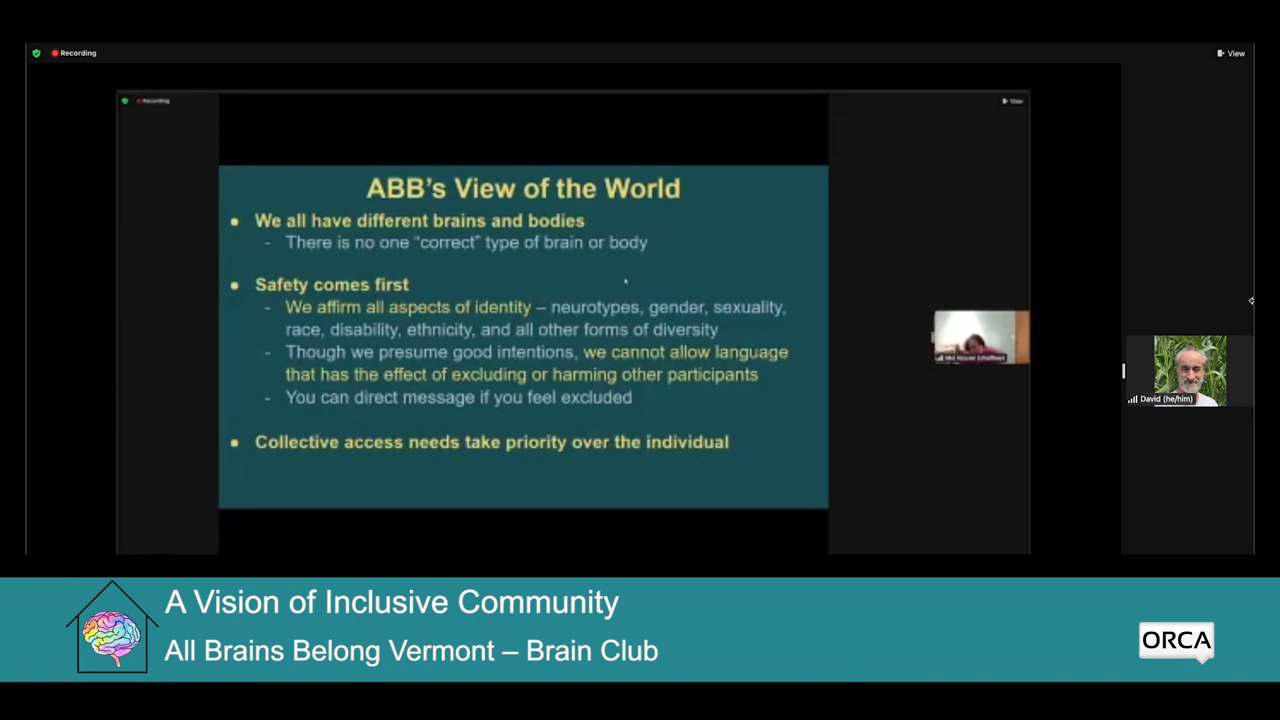 Recording
View
Recording
View
ABB's View of the World
● We all have different brains and bodies
- There is no one “correct” type of brain or body
● Safety comes first
- We affirm all aspects of identity – neurotypes, gender, sexuality,
race, disability, ethnicity, and all other forms of diversity
- Though we presume good intentions, we cannot allow language
that has the effect of excluding or harming other participants
- You can direct message if you feel excluded
● Collective access needs take priority over the individual
Mel Houser
David (he/him)
A Vision of Inclusive Community
All Brains Belong Vermont – Brain Club
ORCA